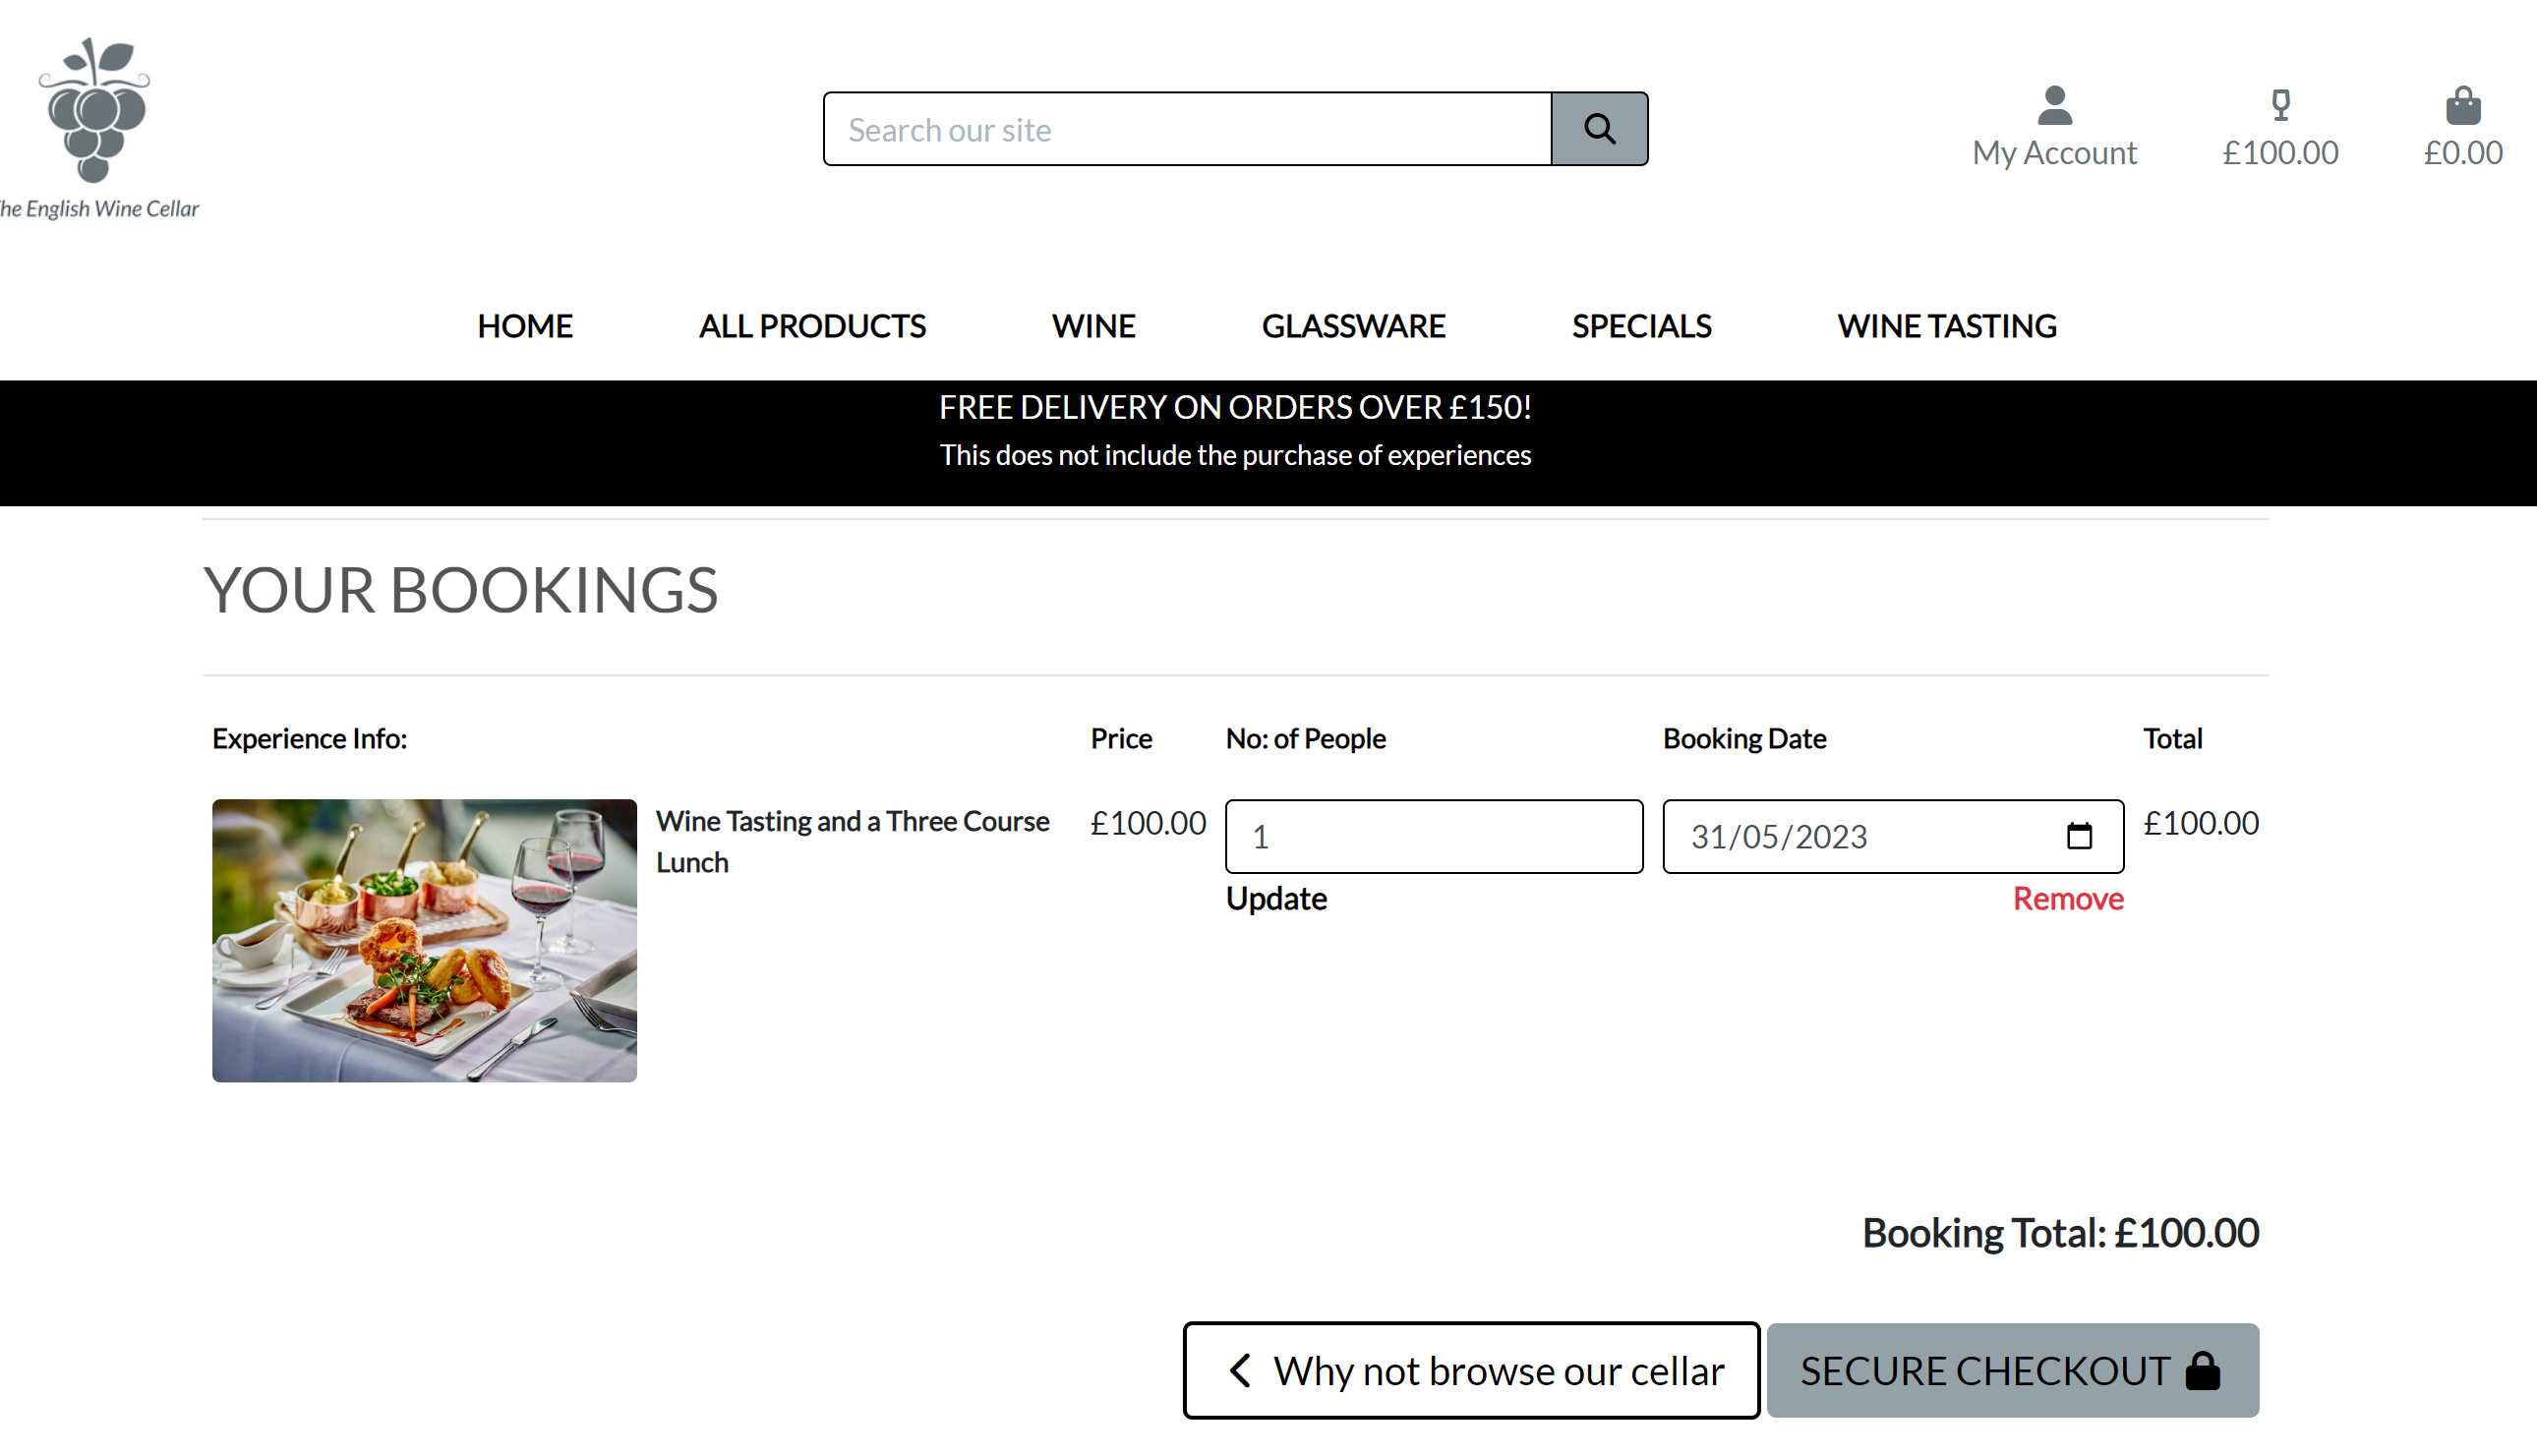 he English Wine Cellar
Search our site
My Account
£100.00
£0.00
HOME
ALL PRODUCTS
WINE
GLASSWARE
SPECIALS
WINE TASTING
FREE DELIVERY ON ORDERS OVER £150!
This does not include the purchase of experiences
YOUR BOOKINGS
Experience Info:
Price
No: of People
Booking Date
Total
Wine Tasting and a Three Course
Lunch
£100.00
1
31/05/2023
£100.00
Update
Remove
Booking Total: £100.00
Why not browse our cellar
SECURE CHECKOUT